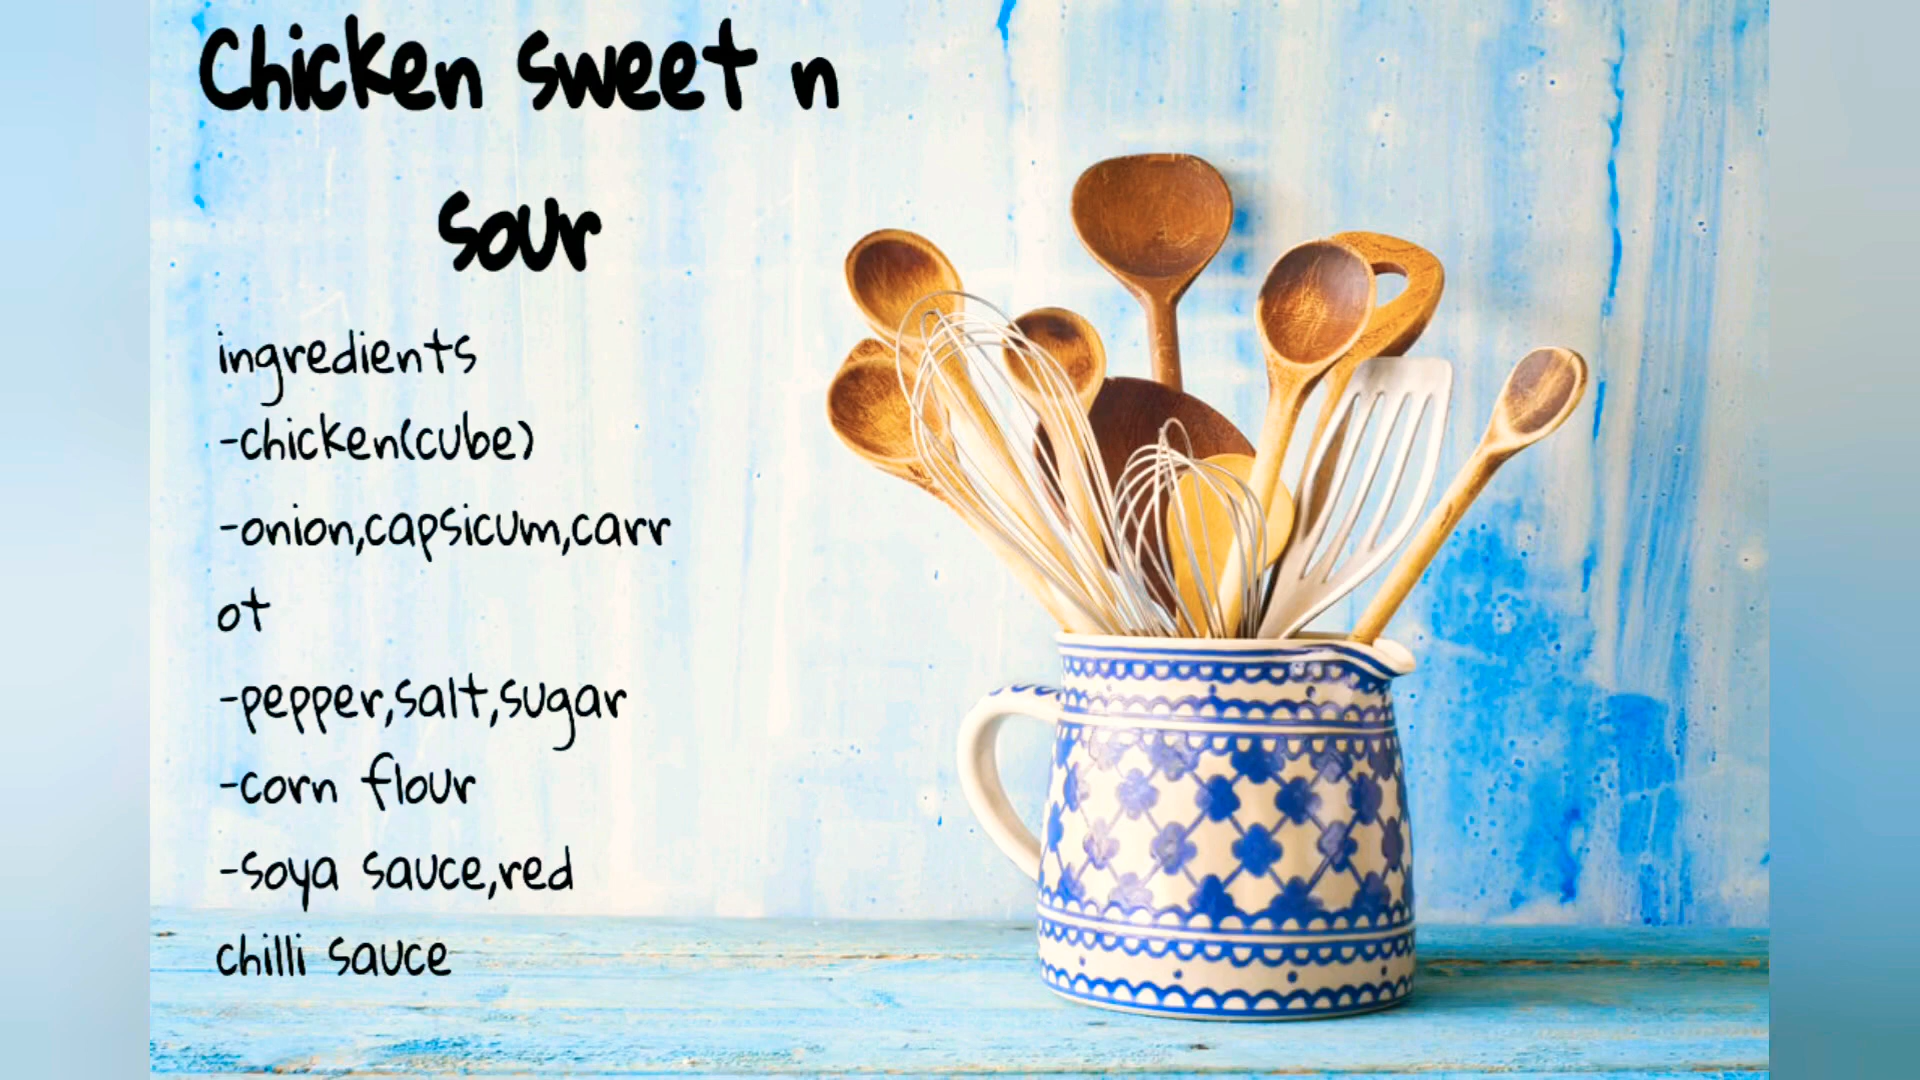 Chicken sweet n
sour
ingredients
-chicken(cube)
-onion,capsicum,carr
ot
-pepper,salt,sugar
-corn flour
-soya sauce,red
chilli sauce